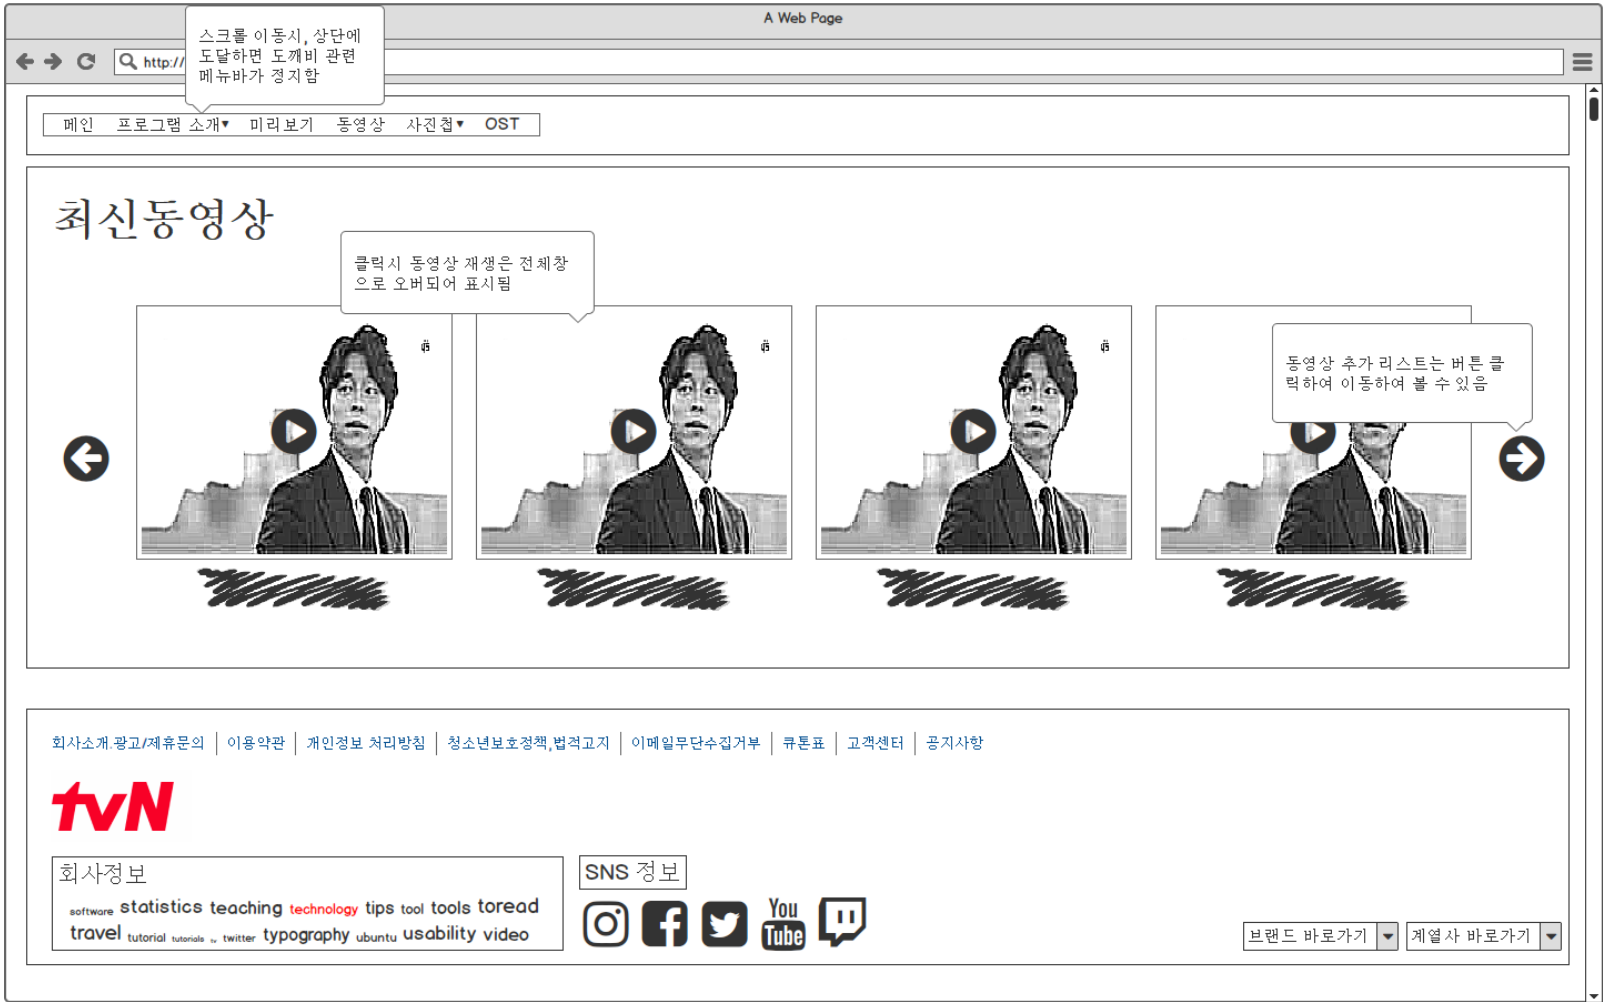 A Web Page
스크롤 이동시, 상단에
도달하면 도깨비 관련
메뉴바가 정지함
http://
메인 프로그램 소개▾ 미리보기 동영상 사진첩▾ OST
최신동영상
클릭시 동영상 재생은 전체창
으로 오버되어 표시됨
동영상 추가 리스트는 버튼 클
릭하여 이동하여 볼 수 있음
회사소개.광고/제휴문의 | 이용약관 | 개인정보 처리방침 | 청소년보호정책,법적고지 | 이메일무단수집거부 | 큐톤표 | 고객센터 | 공지사항
tvN
회사정보
software statistics teaching technology tips tool tools toread
travel tutorial tutorials tv twitter typography ubuntu usability video
SNS 정보
You
Tube
브랜드 바로가기 계열사 바로가기